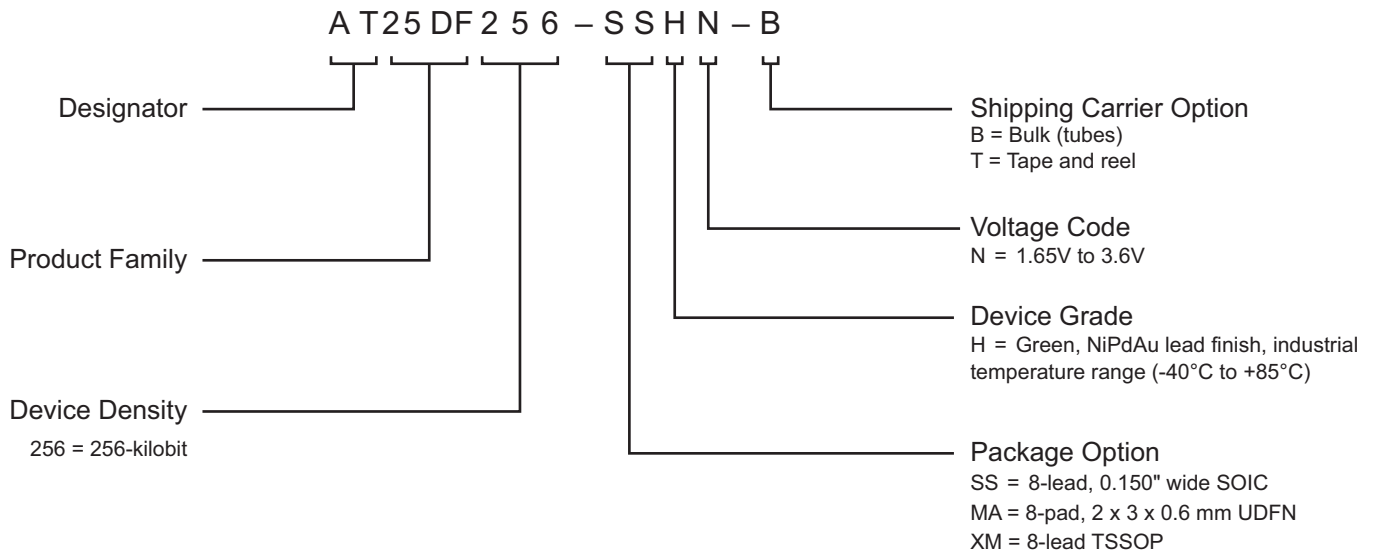 AT25DF256 – SSHN – B
Designator
Product Family
Device Density
256 = 256-kilobit
Shipping Carrier Option
B = Bulk (tubes)
T = Tape and reel
Voltage Code
N = 1.65V to 3.6V
Device Grade
H = Green, NiPdAu lead finish, industrial
temperature range (-40°C to +85°C)
Package Option
SS = 8-lead, 0.150" wide SOIC
MA = 8-pad, 2 x 3 x 0.6 mm UDFN
XM = 8-lead TSSOP